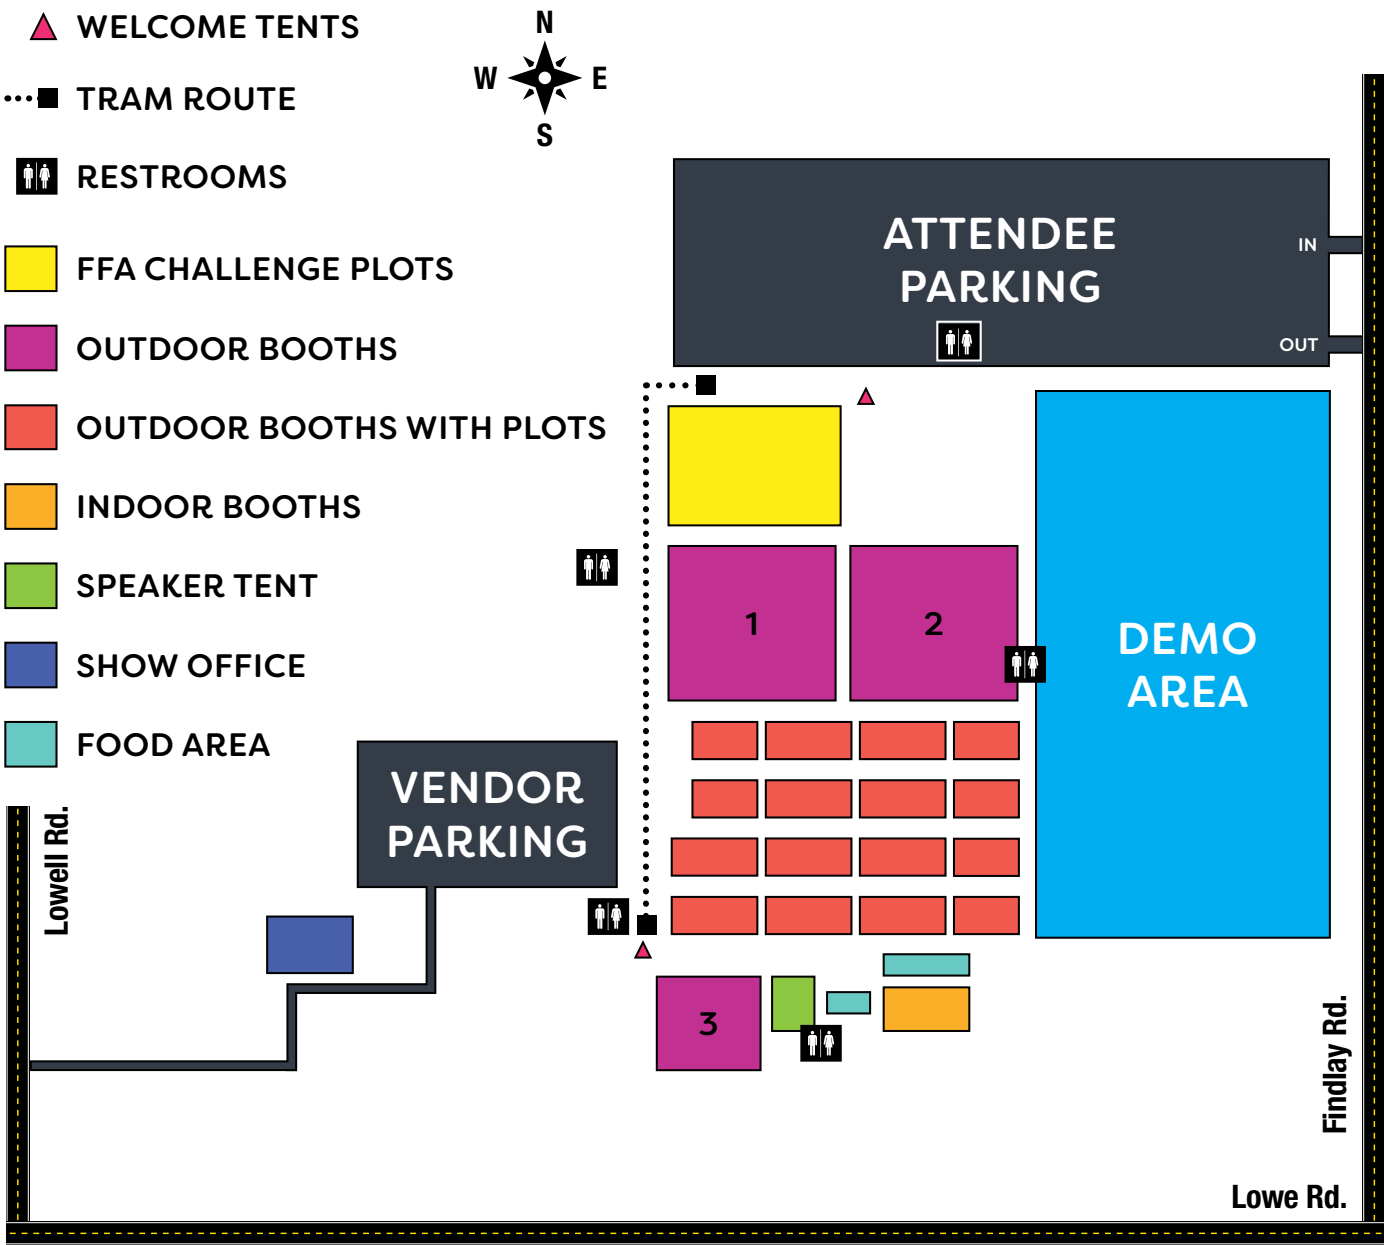 WELCOME TENTS
TRAM ROUTE
RESTROOMS
FFA CHALLENGE PLOTS
OUTDOOR BOOTHS
OUTDOOR BOOTHS WITH PLOTS
INDOOR BOOTHS
SPEAKER TENT
SHOW OFFICE
FOOD AREA
N
W E
S
ATTENDEE
PARKING
IN
OUT
1
2
DEMO
AREA
VENDOR
PARKING
3
Lowell Rd.
Findlay Rd.
Lowe Rd.